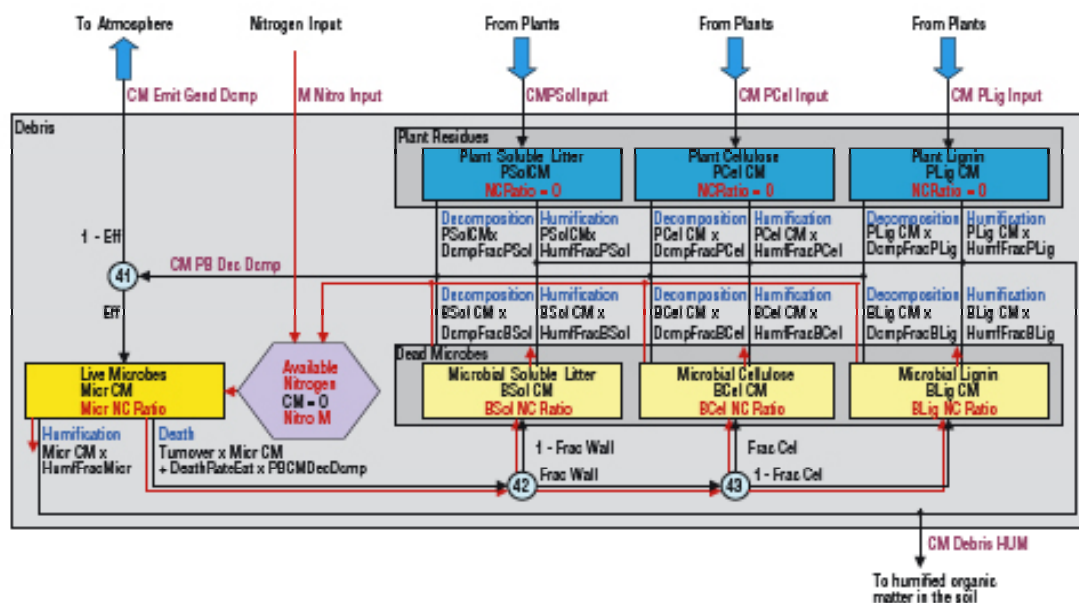 To Atmosphere
Nitrogen Input
From Plants
From Plants
From Plants
CM Emit Gend Dcmp
M Nitro Input
CMPSolInput
CM PCel Input
CM PLig Input
Debris
Plant Residues
Plant Soluble Litter
PSolCM
NCRatio = 0
Plant Cellulose
PCel CM
NCRatio = 0
Plant Lignin
PLig CM
NCRatio = 0
1 - Eff
41
Eff
CM PB Dec Dcmp
Decomposition
PSolCMx
DcmpFracPSol
Humification
PSolCMx
HumfFracPSol
Decomposition
PCel CM x
DcmpFracPCel
Humification
PCel CM x
HumfFracPCel
Decomposition
PLig CM x
DcmpFracPLig
Humification
PLig CM x
HumfFracPLig
Decomposition
BSol CM x
DcmpFracBSol
Humification
BSol CM x
HumfFracBSol
Decomposition
BCel CM x
DcmpFracBCel
Humification
BCel CM x
HumfFracBCel
Decomposition
BLig CM x
DcmpFracBLig
Humification
BLig CM x
HumfFracBLig
Dead Microbes
Live Microbes
Micr CM
Micr NC Ratio
Available
Nitrogen
CM = 0
Nitro M
Microbial Soluble Litter
BSol CM
BSol NC Ratio
Microbial Cellulose
BCel CM
BCel NC Ratio
Microbial Lignin
BLig CM
BLig NC Ratio
Humification
Micr CM x
HumfFracMicr
Death
Turnover x Micr CM
+ DeathRateEat x PBCMDecDcmp
1 - Frac Wall
42
Frac Wall
Frac Cel
43
1 - Frac Cel
CM Debris HUM
To humified organic
matter in the soil